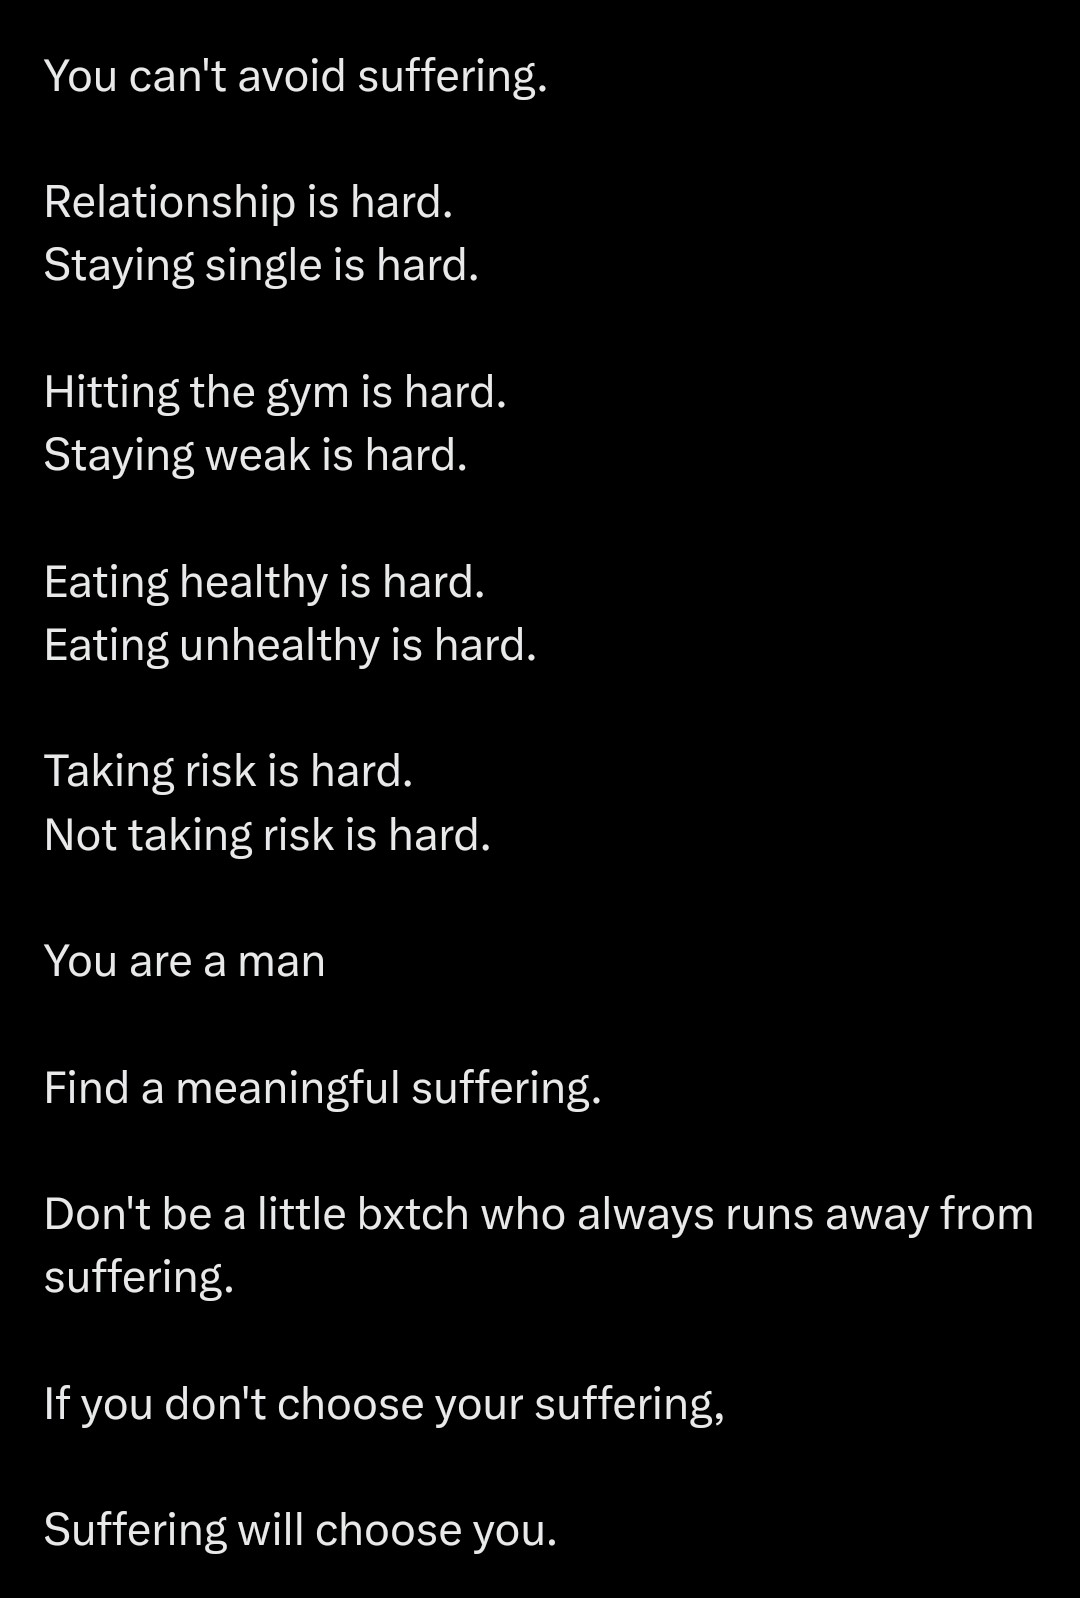 You can't avoid suffering.
Relationship is hard.
Staying single is hard.
Hitting the gym is hard.
Staying weak is hard.
Eating healthy is hard.
Eating unhealthy is hard.
Taking risk is hard.
Not taking risk is hard.
You are a man
Find a meaningful suffering.
Don't be a little bxtch who always runs away from
suffering.
If you don't choose your suffering,
Suffering will choose you.